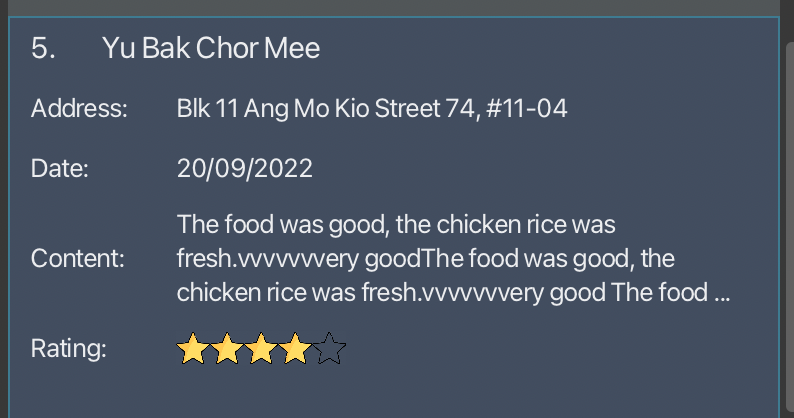 5. Yu Bak Chor Mee
Address: Blk 11 Ang Mo Kio Street 74, #11-04
Date: 20/09/2022
Content: The food was good, the chicken rice was
fresh.vvvvvvvery goodThe food was good, the
chicken rice was fresh.vvvvvvvery good The food ...
Rating: